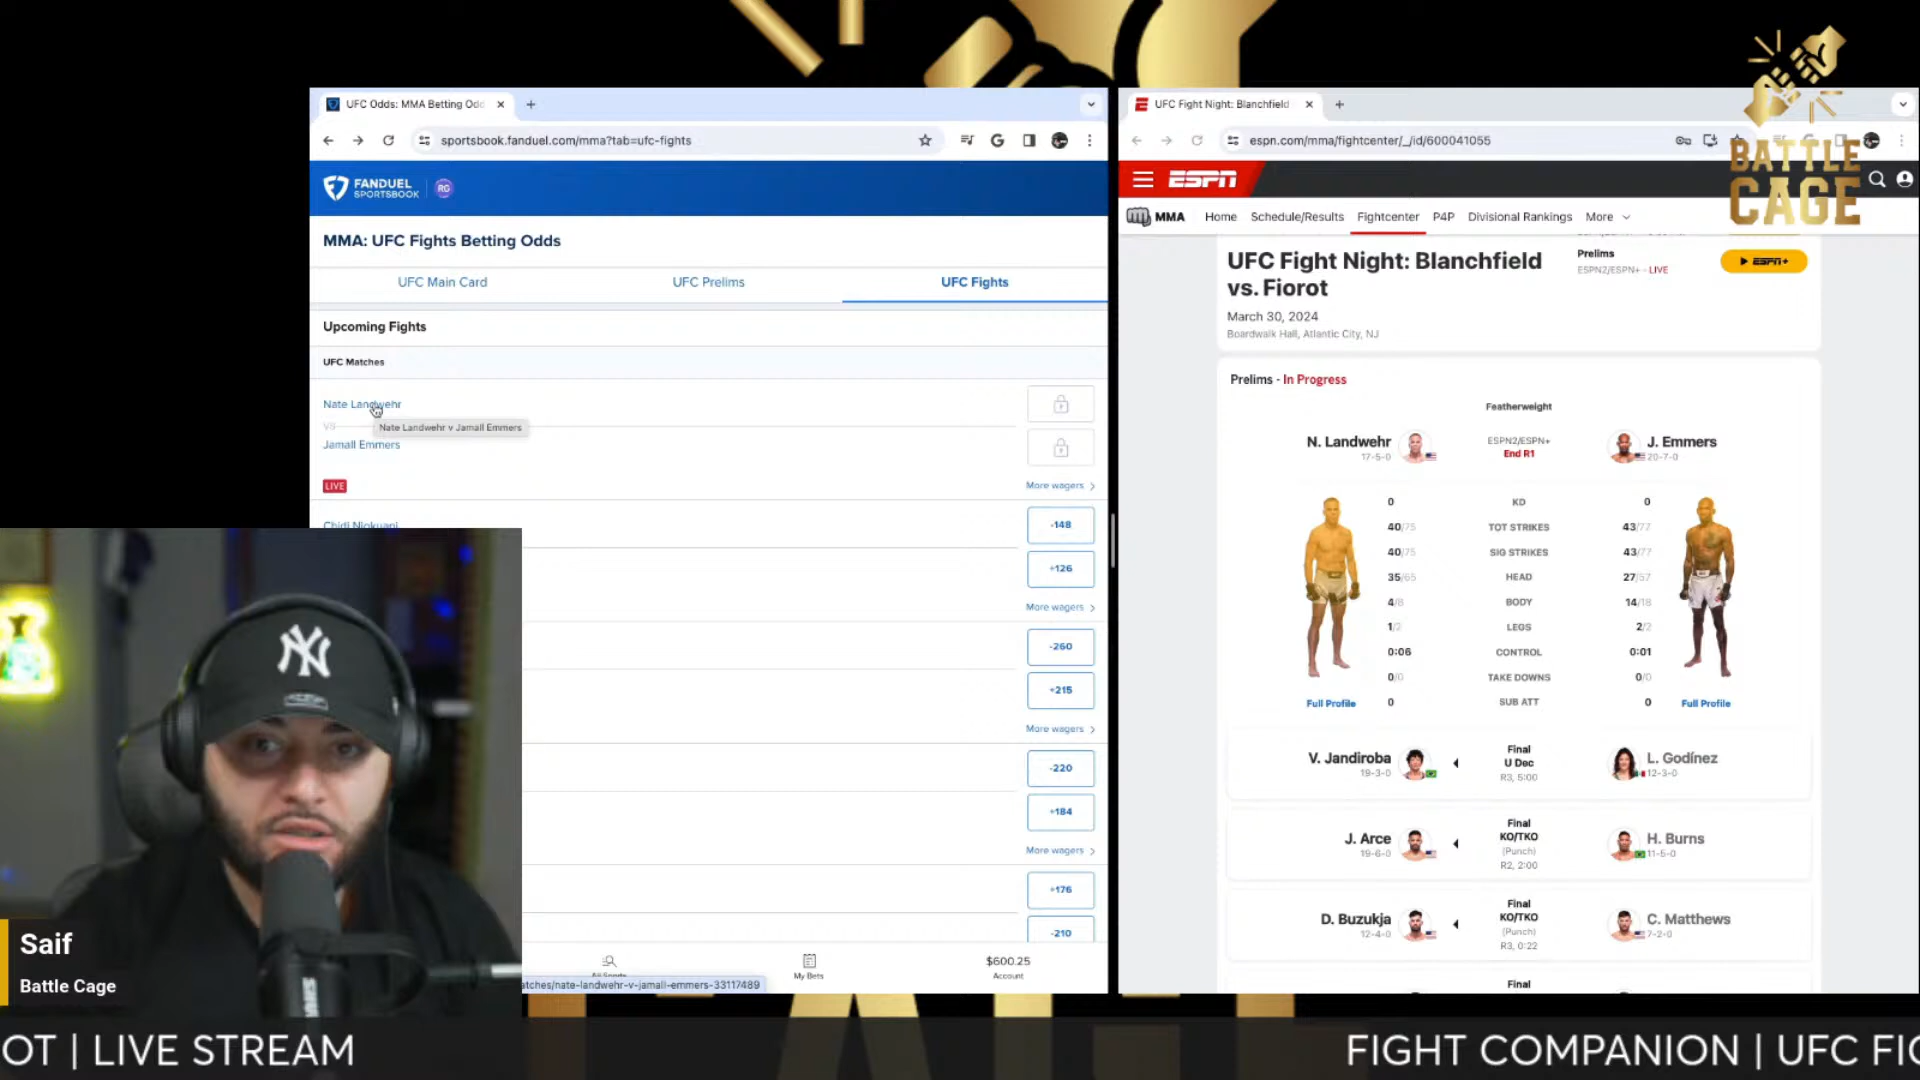 UFC Odds: MMA Betting Odd
sportsbook.fanduel.com/mma?tab=ufc-fights
FANDUEL
SPORTSBOOK
RG
MMA: UFC Fights Betting Odds
UFC Main Card
UFC Prelims
UFC Fights
Upcoming Fights
UFC Matches
Nate Landwehr
VS
Nate Landwehr v Jamall Emmers
Jamall Emmers
LIVE
More wagers
Chidi Njokuani
-148
+126
More wagers
-260
+215
More wagers
-220
+184
More wagers
+176
-210
All Sports
My Bets
$600.25
Account
atches/nate-landwehr-v-jamall-emmers-33117489
UFC Fight Night: Blanchfield
espn.com/mma/fightcenter/_/id/600041055
ESPN
MMA
Home
Schedule/Results
Fightcenter
P4P
Divisional Rankings
More
BATTLE
CAGE
UFC Fight Night: Blanchfield
vs. Fiorot
March 30, 2024
Boardwalk Hall, Atlantic City, NJ
Prelims
ESPN2/ESPN+ - LIVE
ESPN+
Prelims - In Progress
Featherweight
N. Landwehr
17-5-0
ESPN2/ESPN+
End R1
J. Emmers
20-7-0
0 KD 0
40/75 TOT STRIKES 43/77
40/75 SIG STRIKES 43/77
35/65 HEAD 27/57
4/8 BODY 14/18
1/2 LEGS 2/2
0:06 CONTROL 0:01
0/0 TAKE DOWNS 0/0
0 SUB ATT 0
Full Profile
Full Profile
V. Jandiroba
19-3-0
Final
U Dec
R3, 5:00
L. Godínez
12-3-0
J. Arce
19-6-0
Final
KO/TKO
(Punch)
R2, 2:00
H. Burns
11-5-0
D. Buzukja
12-4-0
Final
KO/TKO
(Punch)
R3, 0:22
C. Matthews
7-2-0
Final
Saif
Battle Cage
OT | LIVE STREAM
FIGHT COMPANION | UFC FIG